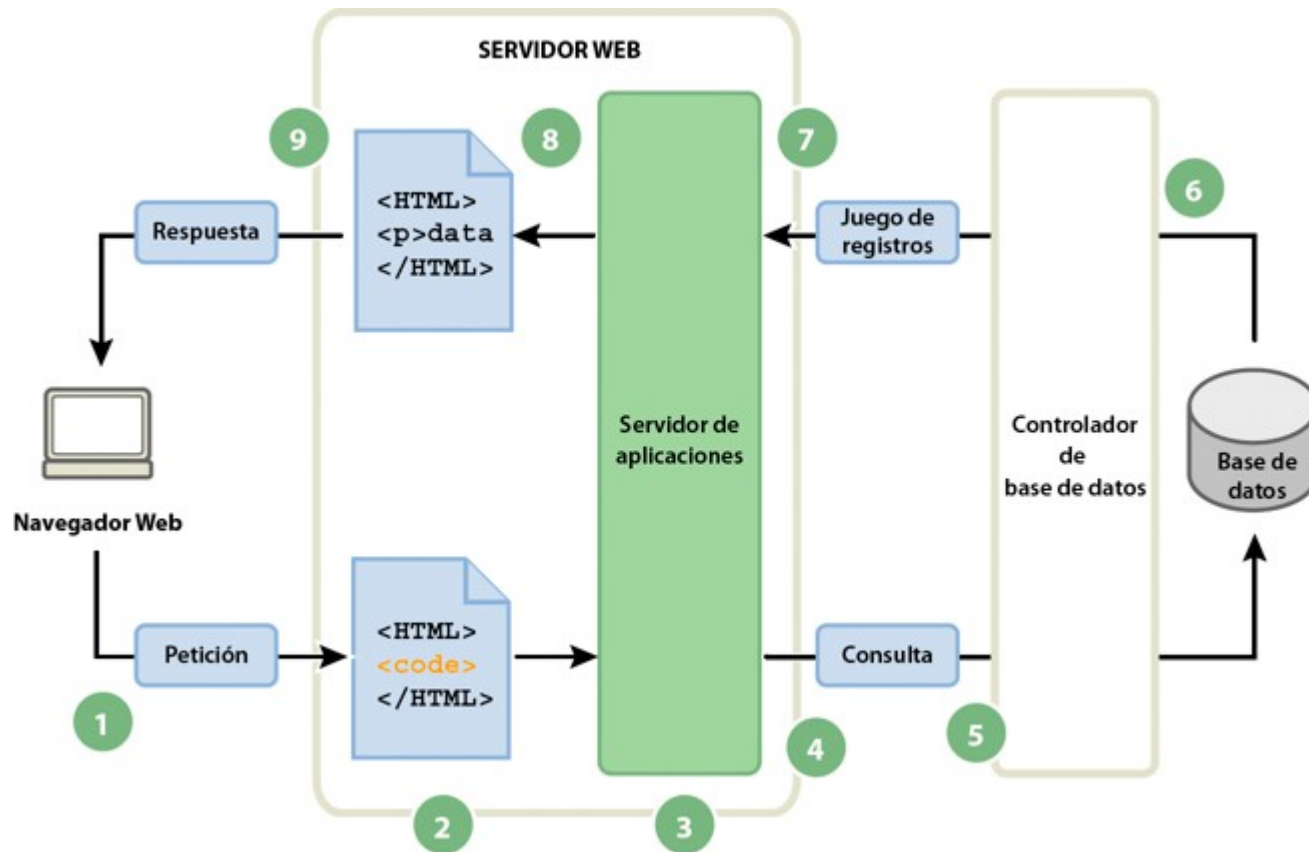 SERVIDOR WEB
9
8
7
6
<HTML>
<p>data
</HTML>
Respuesta
Juego de
registros
Servidor de
aplicaciones
Controlador
de
base de datos
Base de
datos
Navegador Web
Petición
<HTML>
<code>
</HTML>
Consulta
1
2
3
4
5